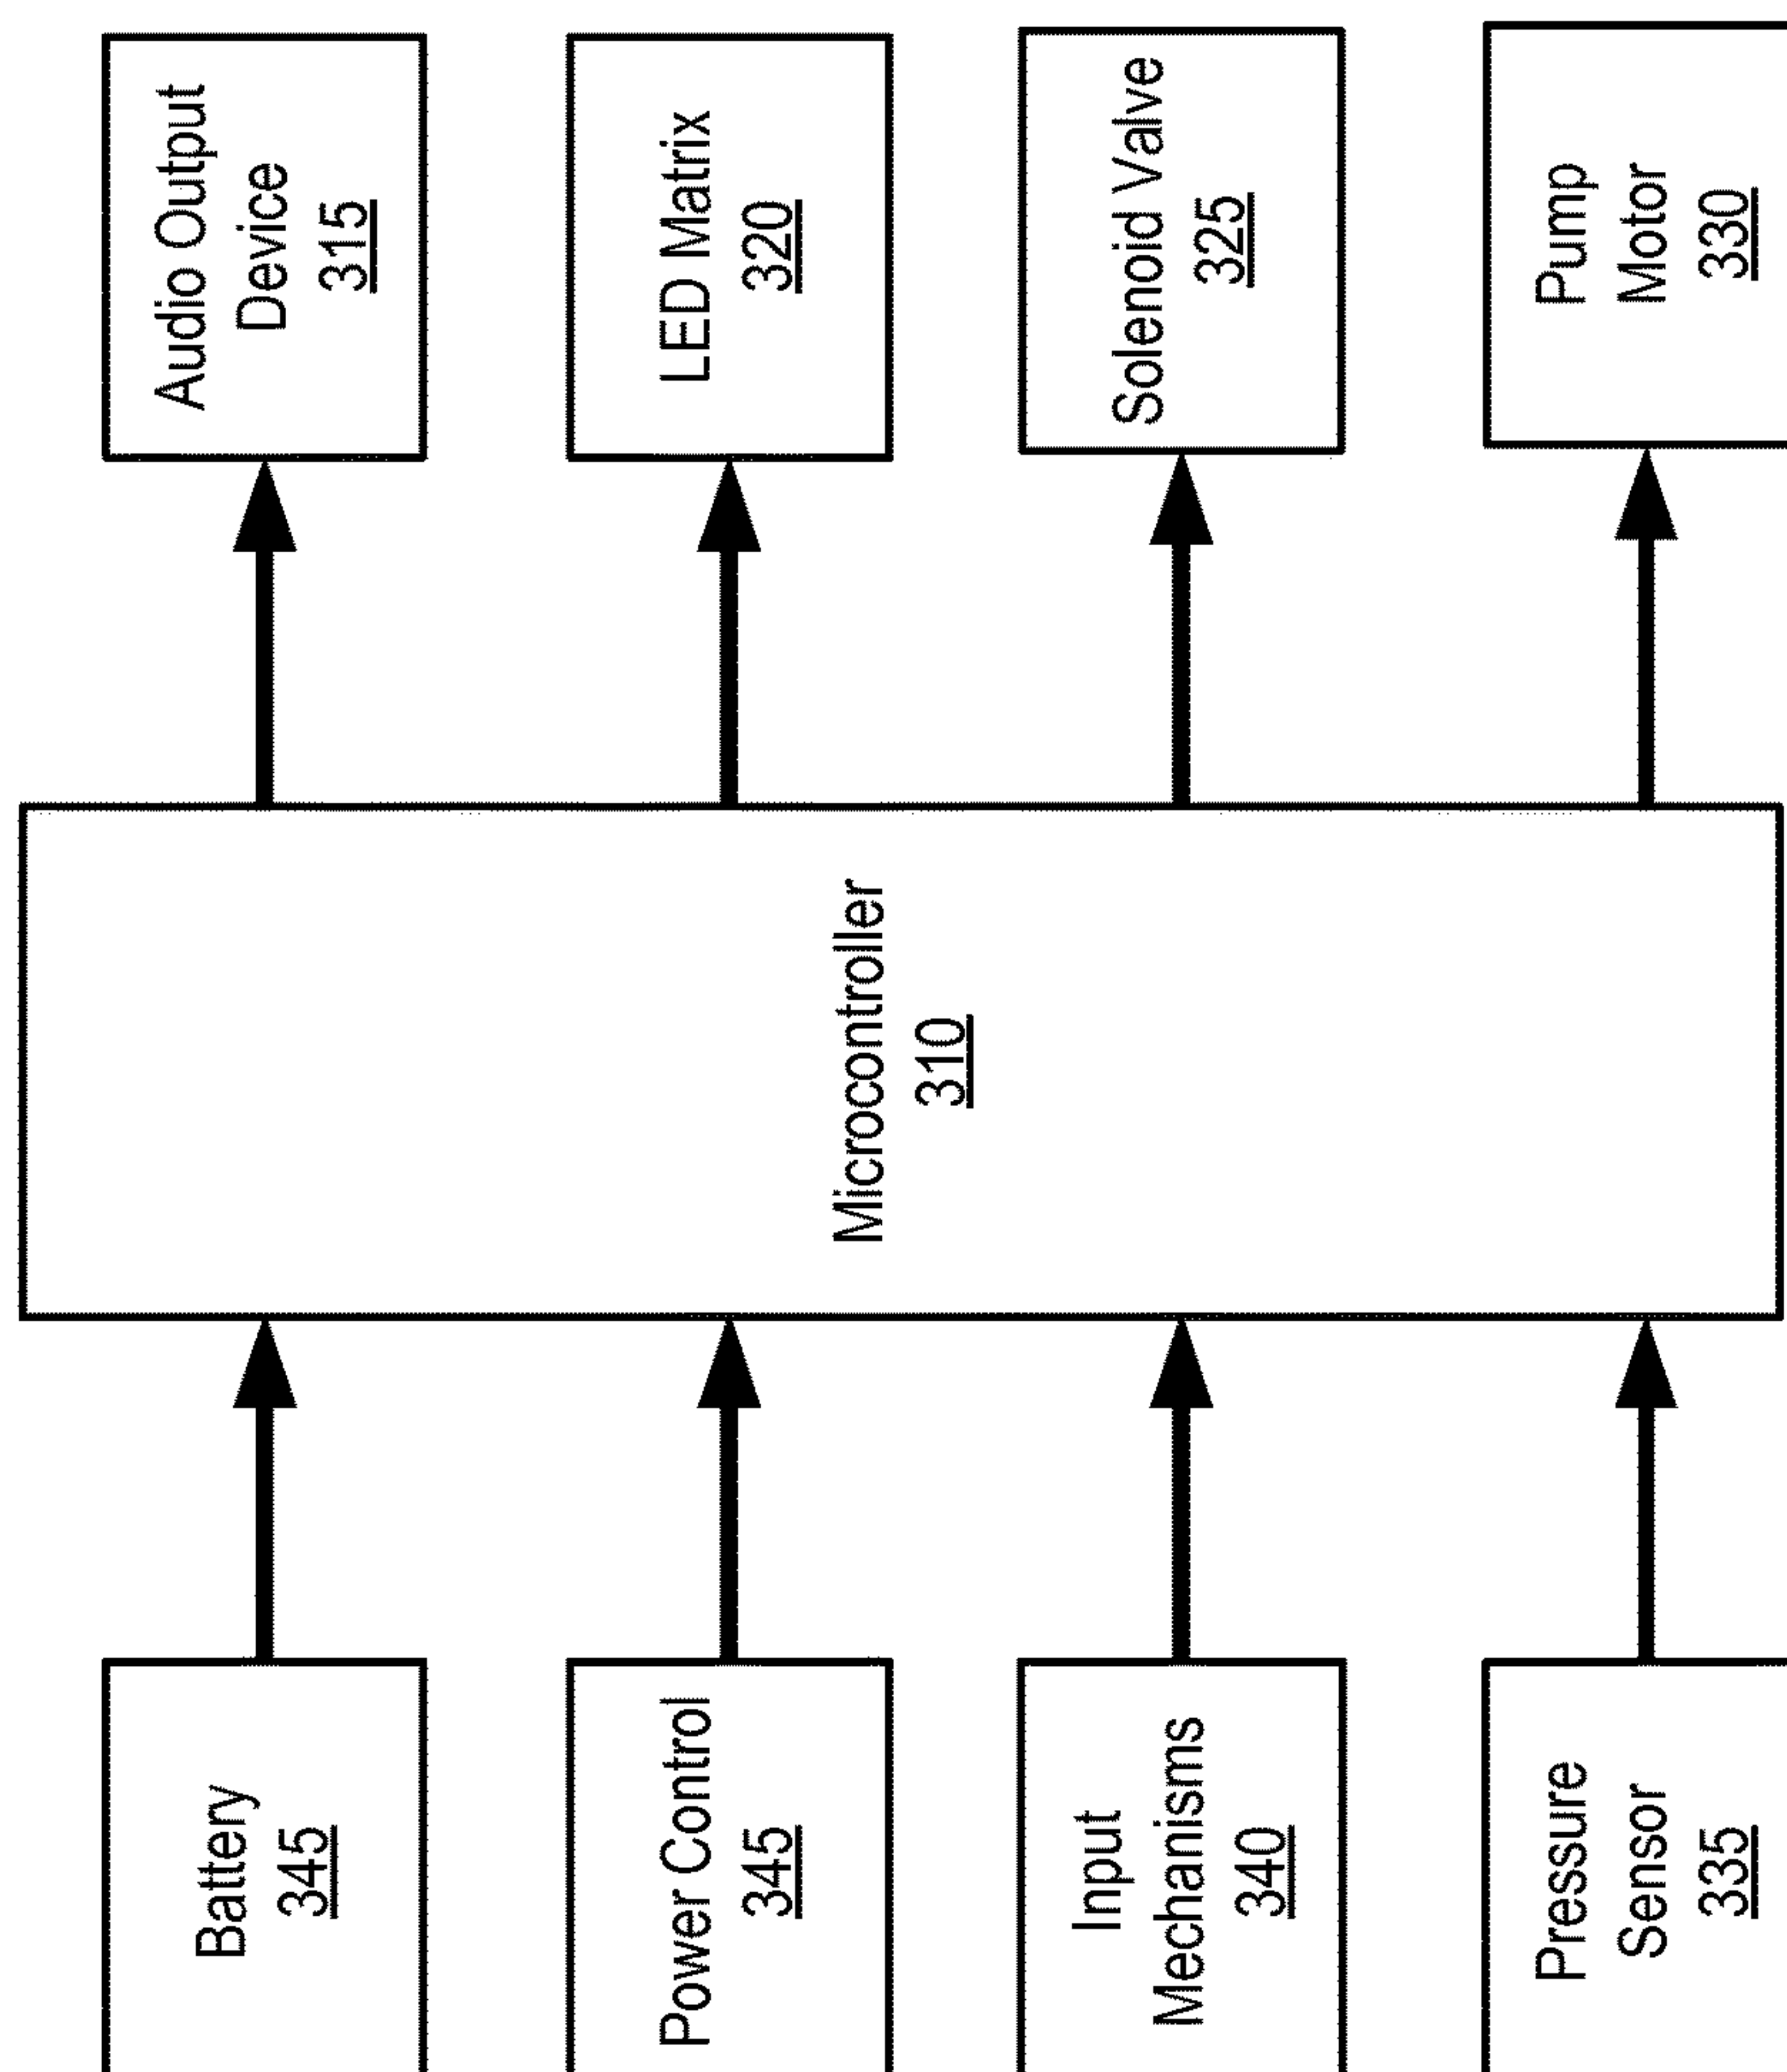 Battery
345
Power Control
345
Input
Mechanisms
340
Pressure
Sensor
335
Microcontroller
310
Audio Output
Device
315
LED Matrix
320
Solenoid Valve
325
Pump
Motor
330